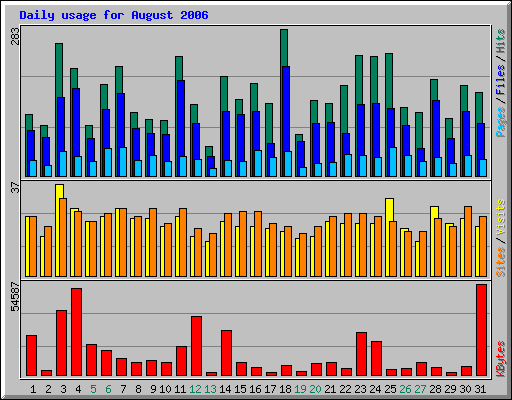 Daily usage for August 2006
283
Pages / Files / Hits
37
Sites / Visits
54587
KBytes
1 2 3 4 5 6 7 8 9 10 11 12 13 14 15 16 17 18 19 20 21 22 23 24 25 26 27 28 29 30 31